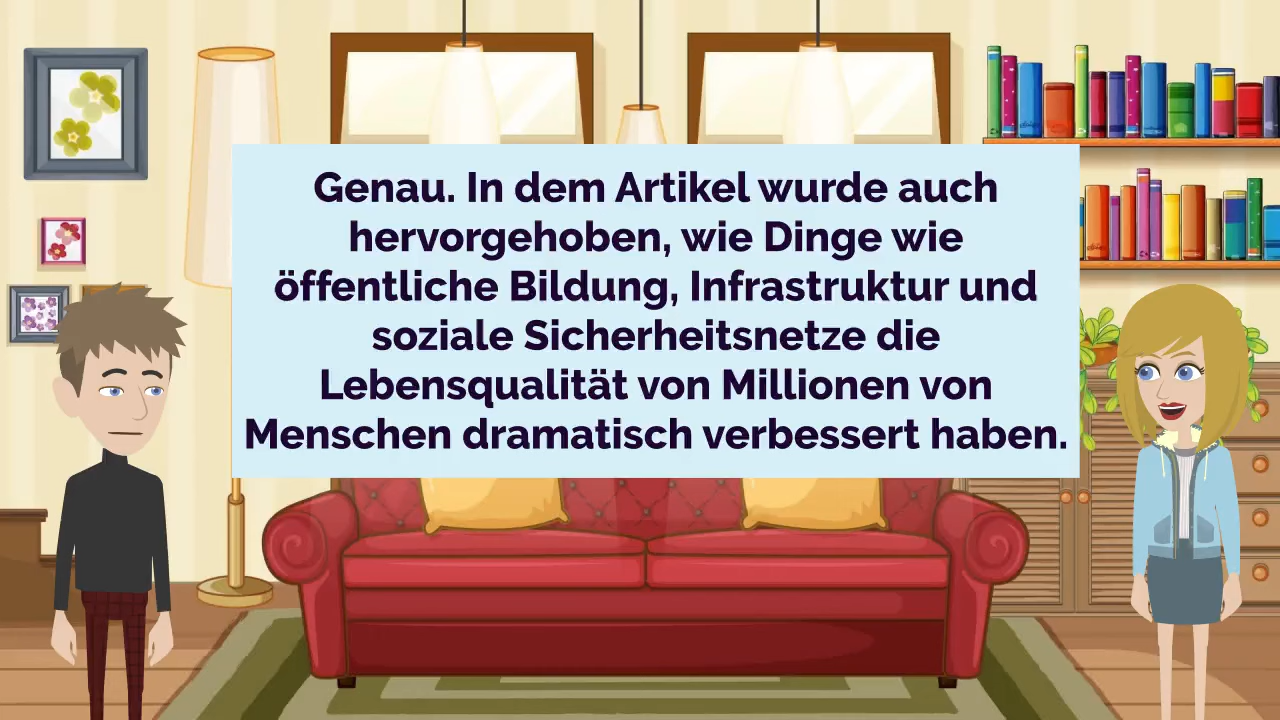 Genau. In dem Artikel wurde auch
hervorgehoben, wie Dinge wie
öffentliche Bildung, Infrastruktur und
soziale Sicherheitsnetze die
Lebensqualität von Millionen von
Menschen dramatisch verbessert haben.